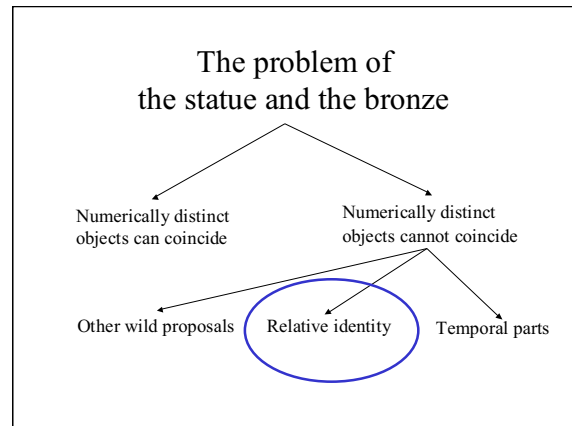 The problem of
the statue and the bronze
Numerically distinct
objects can coincide
Numerically distinct
objects cannot coincide
Other wild proposals
Relative identity
Temporal parts